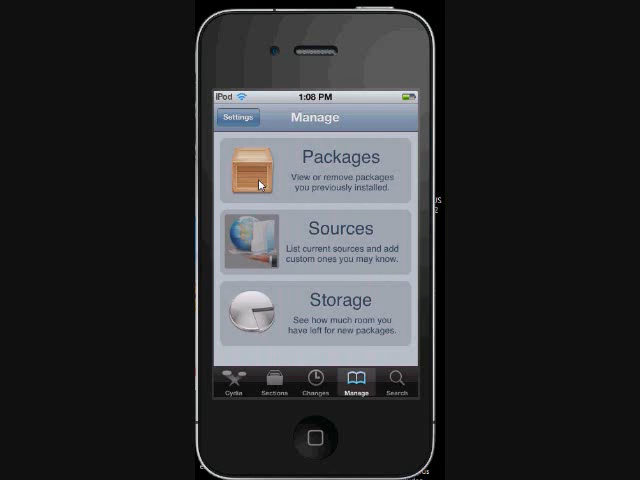 iPod 1:08 PM
Settings Manage
Packages
View or remove packages
you previously installed.
Sources
List current sources and add
custom ones you may know.
Storage
See how much room you
have left for new packages.
Cydia Sections Changes Manage Search